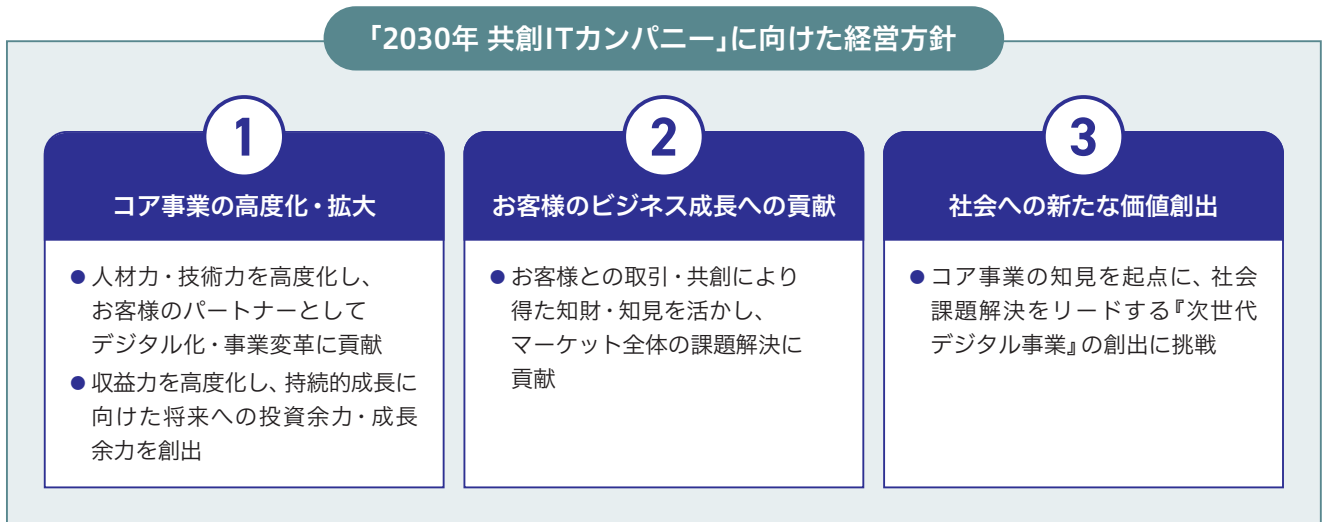 「2030年 共創ITカンパニー」に向けた経営方針
1
コア事業の高度化・拡大
● 人材力・技術力を高度化し、
お客様のパートナーとして
デジタル化・事業変革に貢献
● 収益力を高度化し、持続的成長に
向けた将来への投資余力・成長
余力を創出
2
お客様のビジネス成長への貢献
● お客様との取引・共創により
得た知財・知見を活かし、
マーケット全体の課題解決に
貢献
3
社会への新たな価値創出
● コア事業の知見を起点に、社会
課題解決をリードする『次世代
デジタル事業』の創出に挑戦